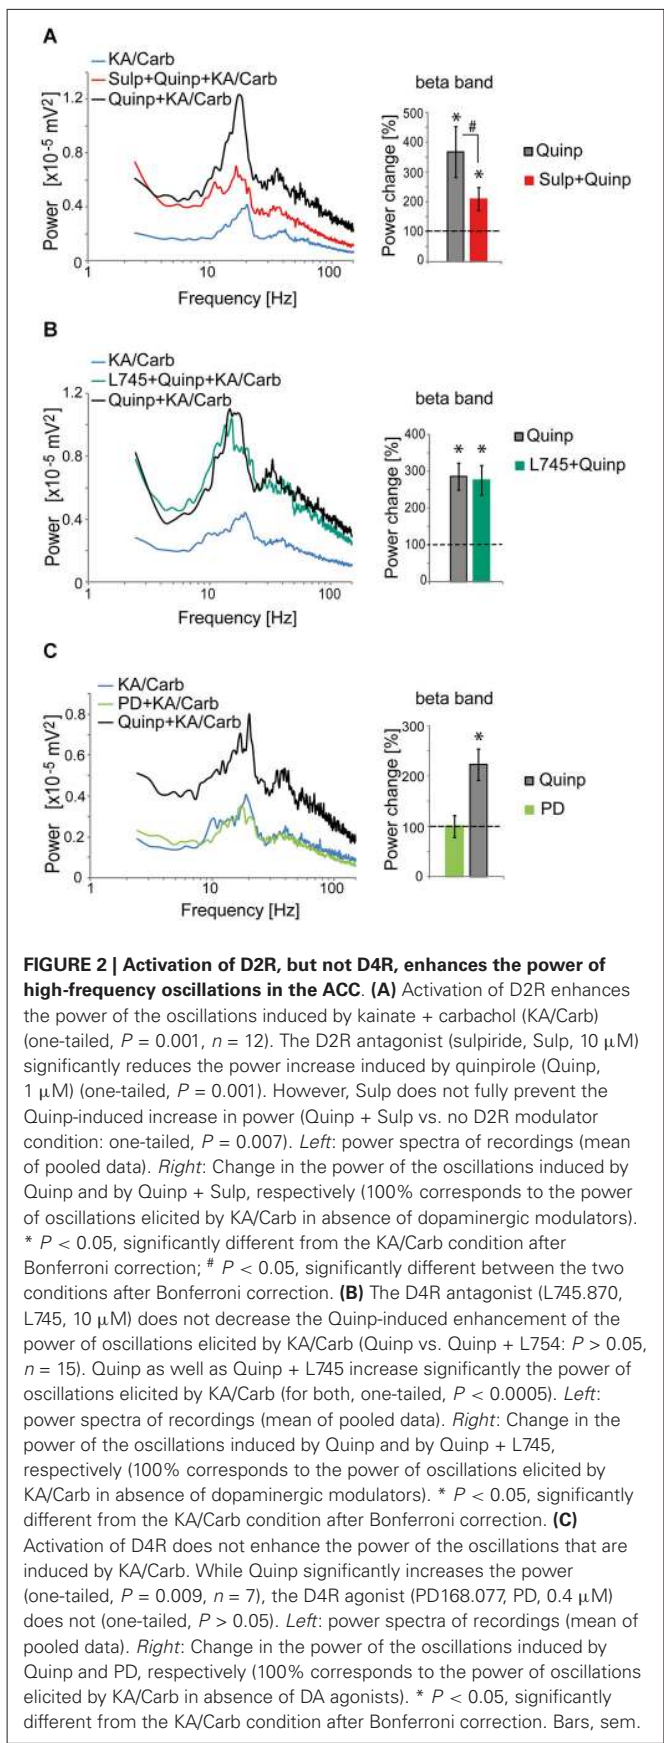 A
KA/Carb
Sulp+Quinp+KA/Carb
Quinp+KA/Carb
Power [x10-5 mV2]
1.2
0.8
0.4
0
1
10
100
Frequency [Hz]
beta band
Power change [%]
500
400
300
200
100
0
*
#
*
Quinp
Sulp+Quinp
B
KA/Carb
L745+Quinp+KA/Carb
Quinp+KA/Carb
Power [x10-5 mV2]
1.2
0.8
0.4
0
1
10
100
Frequency [Hz]
beta band
Power change [%]
400
300
200
100
0
* *
Quinp
L745+Quinp
C
KA/Carb
PD+KA/Carb
Quinp+KA/Carb
Power [x10-5 mV2]
0.8
0.6
0.4
0.2
0
1
10
100
Frequency [Hz]
beta band
Power change [%]
300
200
100
0
*
Quinp
PD
FIGURE 2 | Activation of D2R, but not D4R, enhances the power of
high-frequency oscillations in the ACC. (A) Activation of D2R enhances
the power of the oscillations induced by kainate + carbachol (KA/Carb)
(one-tailed, P = 0.001, n = 12). The D2R antagonist (sulpiride, Sulp, 10 μM)
significantly reduces the power increase induced by quinpirole (Quinp,
1 μM) (one-tailed, P = 0.001). However, Sulp does not fully prevent the
Quinp-induced increase in power (Quinp + Sulp vs. no D2R modulator
condition: one-tailed, P = 0.007). Left: power spectra of recordings (mean
of pooled data). Right: Change in the power of the oscillations induced by
Quinp and by Quinp + Sulp, respectively (100% corresponds to the power
of oscillations elicited by KA/Carb in absence of dopaminergic modulators).
* P < 0.05, significantly different from the KA/Carb condition after
Bonferroni correction; # P < 0.05, significantly different between the two
conditions after Bonferroni correction. (B) The D4R antagonist (L745.870,
L745, 10 μM) does not decrease the Quinp-induced enhancement of the
power of oscillations elicited by KA/Carb (Quinp vs. Quinp + L754: P > 0.05,
n = 15). Quinp as well as Quinp + L745 increase significantly the power of
oscillations elicited by KA/Carb (for both, one-tailed, P < 0.0005). Left:
power spectra of recordings (mean of pooled data). Right: Change in the
power of the oscillations induced by Quinp and by Quinp + L745,
respectively (100% corresponds to the power of oscillations elicited by
KA/Carb in absence of dopaminergic modulators). * P < 0.05, significantly
different from the KA/Carb condition after Bonferroni correction. (C)
Activation of D4R does not enhance the power of the oscillations that are
induced by KA/Carb. While Quinp significantly increases the power
(one-tailed, P = 0.009, n = 7), the D4R agonist (PD168.077, PD, 0.4 μM)
does not (one-tailed, P > 0.05). Left: power spectra of recordings (mean of
pooled data). Right: Change in the power of the oscillations induced by
Quinp and PD, respectively (100% corresponds to the power of oscillations
elicited by KA/Carb in absence of DA agonists). * P < 0.05, significantly
different from the KA/Carb condition after Bonferroni correction. Bars, sem.